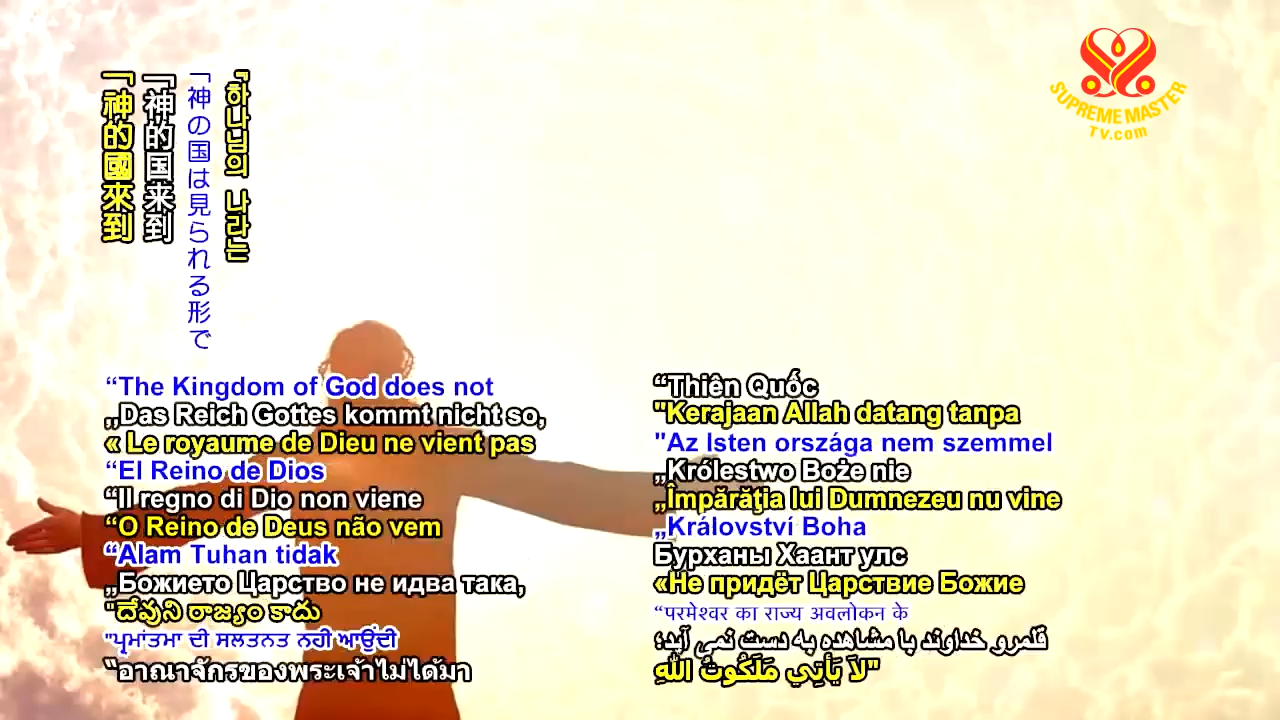 SUPREME MASTER
TV.com
『하나님의 나라는
「神の国は見られる形で
「神的国来到
「神的國來到
“The Kingdom of God does not
„Das Reich Gottes kommt nicht so,
« Le royaume de Dieu ne vient pas
“El Reino de Dios
“Il regno di Dio non viene
“O Reino de Deus não vem
“Alam Tuhan tidak
„Божието Царство не идва така,
"దేవుని రాజ్యం కాదు
"ਪ੍ਰਮਾਂਤਮਾ ਦੀ ਸਲਤਨਤ ਨਹੀ ਆਉਂਦੀ
“อาณาจักรของพระเจ้าไม่ได้มา
“Thiên Quốc
"Kerajaan Allah datang tanpa
"Az Isten országa nem szemmel
„Królestwo Boże nie
„Împărăţia lui Dumnezeu nu vine
„Království Boha
Бурханы Хаант улс
«Не придёт Царствие Божие
“परमेश्वर का राज्य अवलोकन के
قلمرو خداوند با مشاهده به دست نمی آید؛
"لاَ يَأتِي مَلَكُوتُ اللهِ